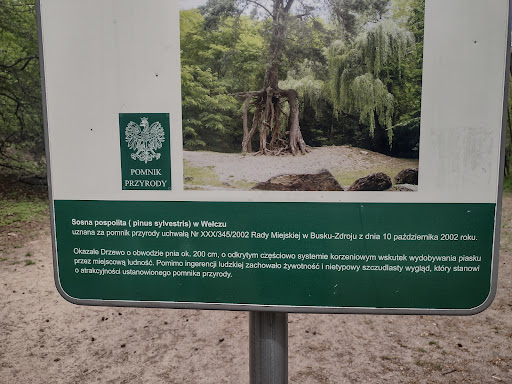 POMNIK
PRZYRODY
Sosna pospolita ( pinus sylvestris) w Wełczu
uznana za pomnik przyrody uchwałą Nr XXX/345/2002 Rady Miejskiej w Busku-Zdroju z dnia 10 października 2002 roku.
Okazałe Drzewo o obwodzie pnia ok. 200 cm, o odkrytym częściowo systemie korzeniowym wskutek wydobywania piasku
przez miejscową ludność. Pomimo ingerencji ludzkiej zachowało żywotność i nietypowy szczudlasty wygląd, który stanowi
o atrakcyjności ustanowionego pomnika przyrody.